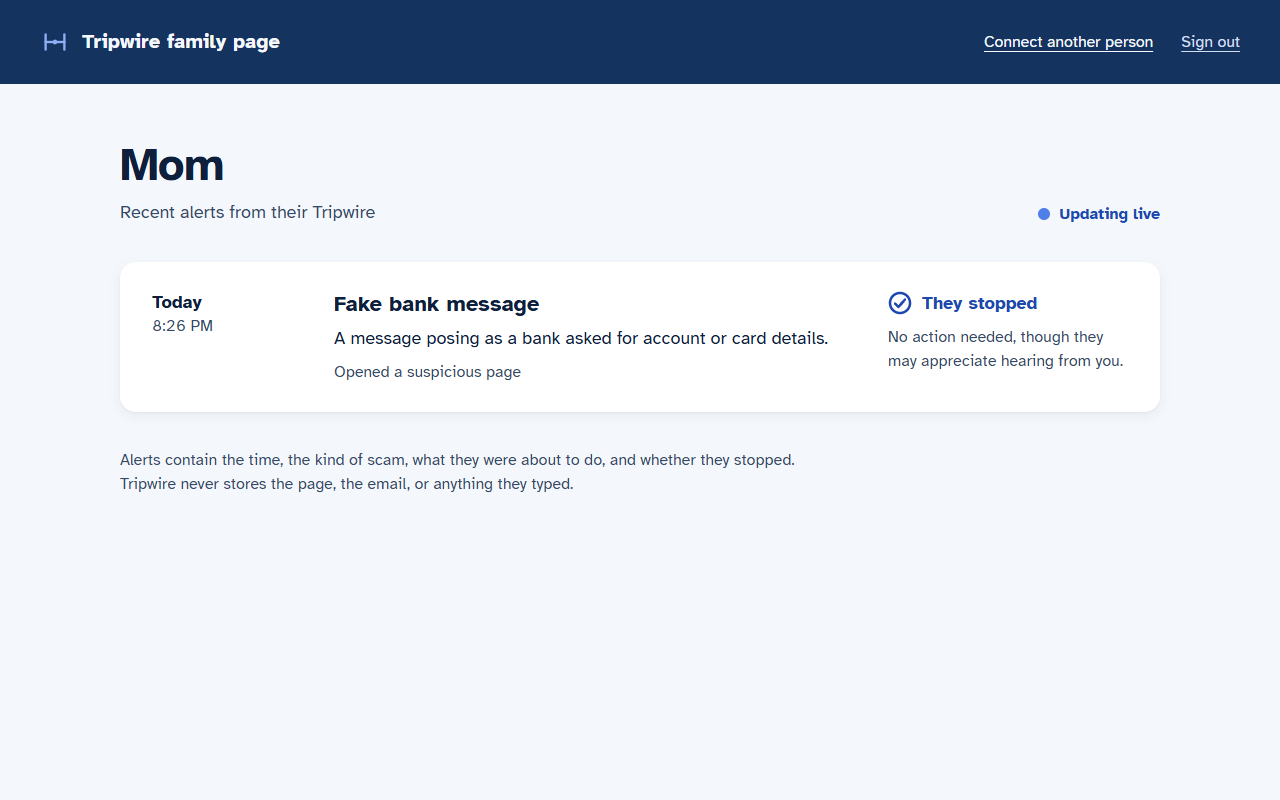 Tripwire family page
Connect another person
Sign out
Mom
Recent alerts from their Tripwire
Updating live
Today
8:26 PM
Fake bank message
A message posing as a bank asked for account or card details.
Opened a suspicious page
They stopped
No action needed, though they
may appreciate hearing from you.
Alerts contain the time, the kind of scam, what they were about to do, and whether they stopped.
Tripwire never stores the page, the email, or anything they typed.